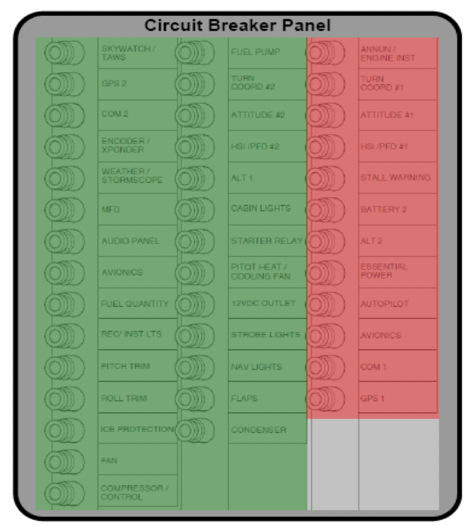 Circuit Breaker Panel
SKYWATCH /
TAWS
GPS 2
COM 2
ENCODER /
XPONDER
WEATHER /
STORMSCOPE
MFD
AUDIO PANEL
AVIONICS
FUEL QUANTITY
REC/ INST LTS
PITCH TRIM
ROLL TRIM
ICE PROTECTION
FAN
COMPRESSOR /
CONTROL
FUEL PUMP
TURN
COORD #2
ATTITUDE #2
HSI /PFD #2
ALT 1
CABIN LIGHTS
STARTER RELAY
PITOT HEAT /
COOLING FAN
12VDC OUTLET
STROBE LIGHTS
NAV LIGHTS
FLAPS
CONDENSER
ANNUN /
ENGINE INST
TURN
COORD #1
ATTITUDE #1
HSI /PFD #1
STALL WARNING
BATTERY 2
ALT 2
ESSENTIAL
POWER
AUTOPILOT
AVIONICS
COM 1
GPS 1